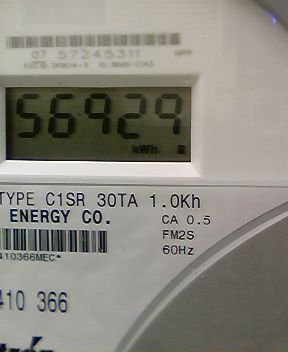 07 57245311
56929
kWh
TYPE C1SR 30TA 1.0Kh
ENERGY CO. CA 0.5
FM2S
410366MEC* 60Hz
410 366